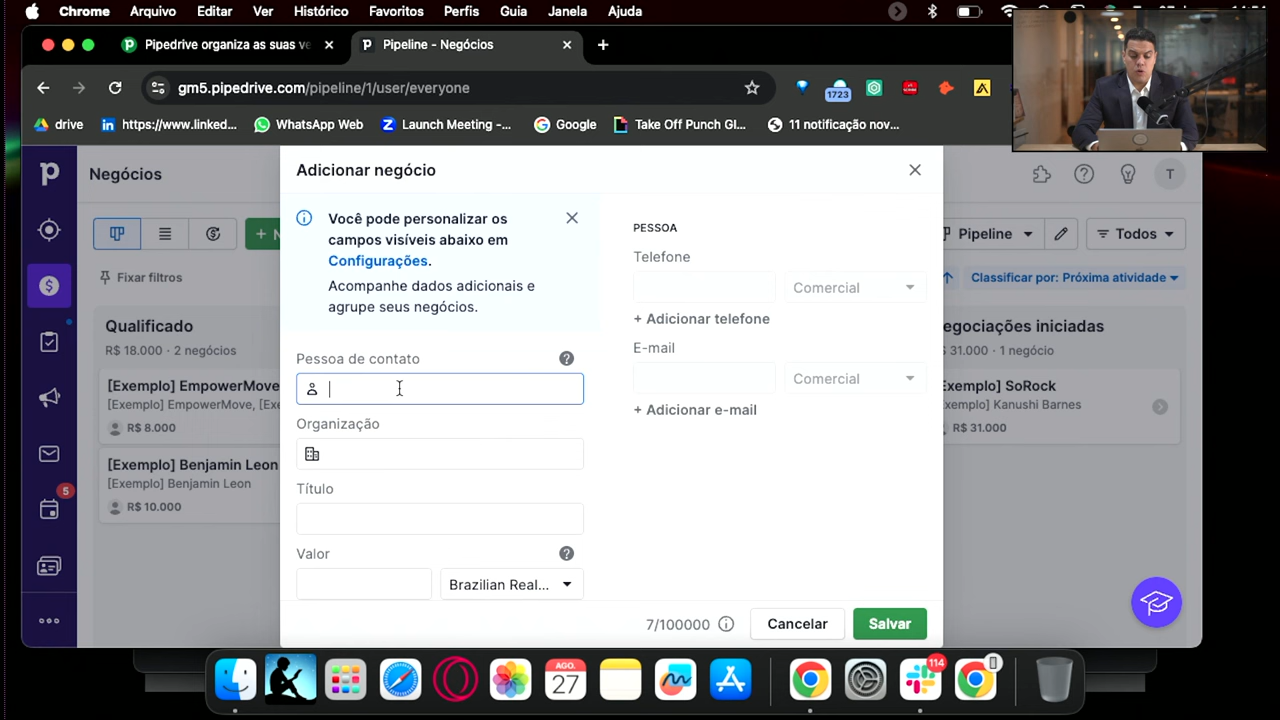 Chrome Arquivo Editar Ver Histórico Favoritos Perfis Guia Janela Ajuda
Pipedrive organiza as suas ve
Pipeline - Negócios
gm5.pipedrive.com/pipeline/1/user/everyone
1723
drive
https://www.linked...
WhatsApp Web
Launch Meeting -...
Google
Take Off Punch Gl...
11 notificação nov...
Negócios
T
Adicionar negócio
Você pode personalizar os
campos visíveis abaixo em
Configurações.
Acompanhe dados adicionais e
agrupe seus negócios.
Pessoa de contato
Organização
Título
Valor
Brazilian Real...
PESSOA
Telefone
Comercial
+ Adicionar telefone
E-mail
Comercial
+ Adicionar e-mail
7/100000
Cancelar
Salvar
+ N
Pipeline
Todos
Fixar filtros
Classificar por: Próxima atividade
Qualificado
R$ 18.000 · 2 negócios
[Exemplo] EmpowerMove
[Exemplo] EmpowerMove, [Exe
R$ 8.000
[Exemplo] Benjamin Leon
[Exemplo] Benjamin Leon
R$ 10.000
egociações iniciadas
$ 31.000 · 1 negócio
Exemplo] SoRock
xemplo] Kanushi Barnes
R$ 31.000
5
AGO.
27
114